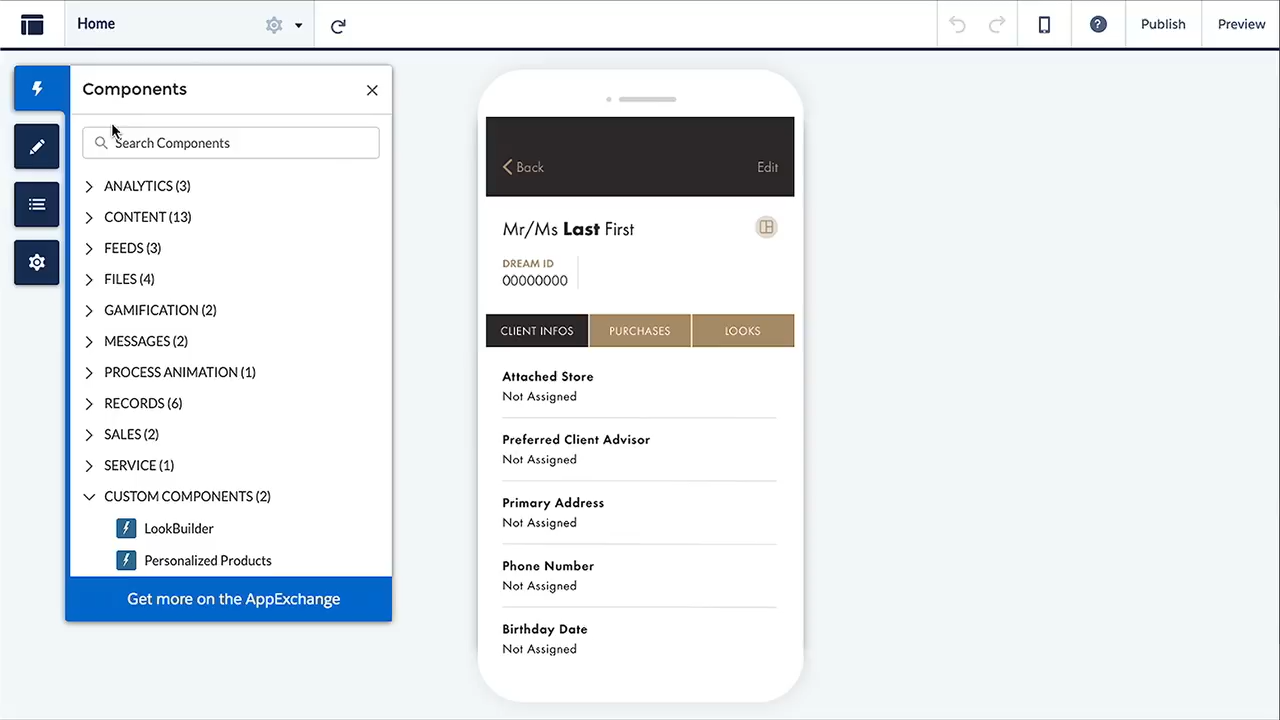 Home
Publish
Preview
Components
Search Components
ANALYTICS (3)
CONTENT (13)
FEEDS (3)
FILES (4)
GAMIFICATION (2)
MESSAGES (2)
PROCESS ANIMATION (1)
RECORDS (6)
SALES (2)
SERVICE (1)
CUSTOM COMPONENTS (2)
LookBuilder
Personalized Products
Get more on the AppExchange
Back
Edit
Mr/Ms Last First
DREAM ID
00000000
CLIENT INFOS
PURCHASES
LOOKS
Attached Store
Not Assigned
Preferred Client Advisor
Not Assigned
Primary Address
Not Assigned
Phone Number
Not Assigned
Birthday Date
Not Assigned